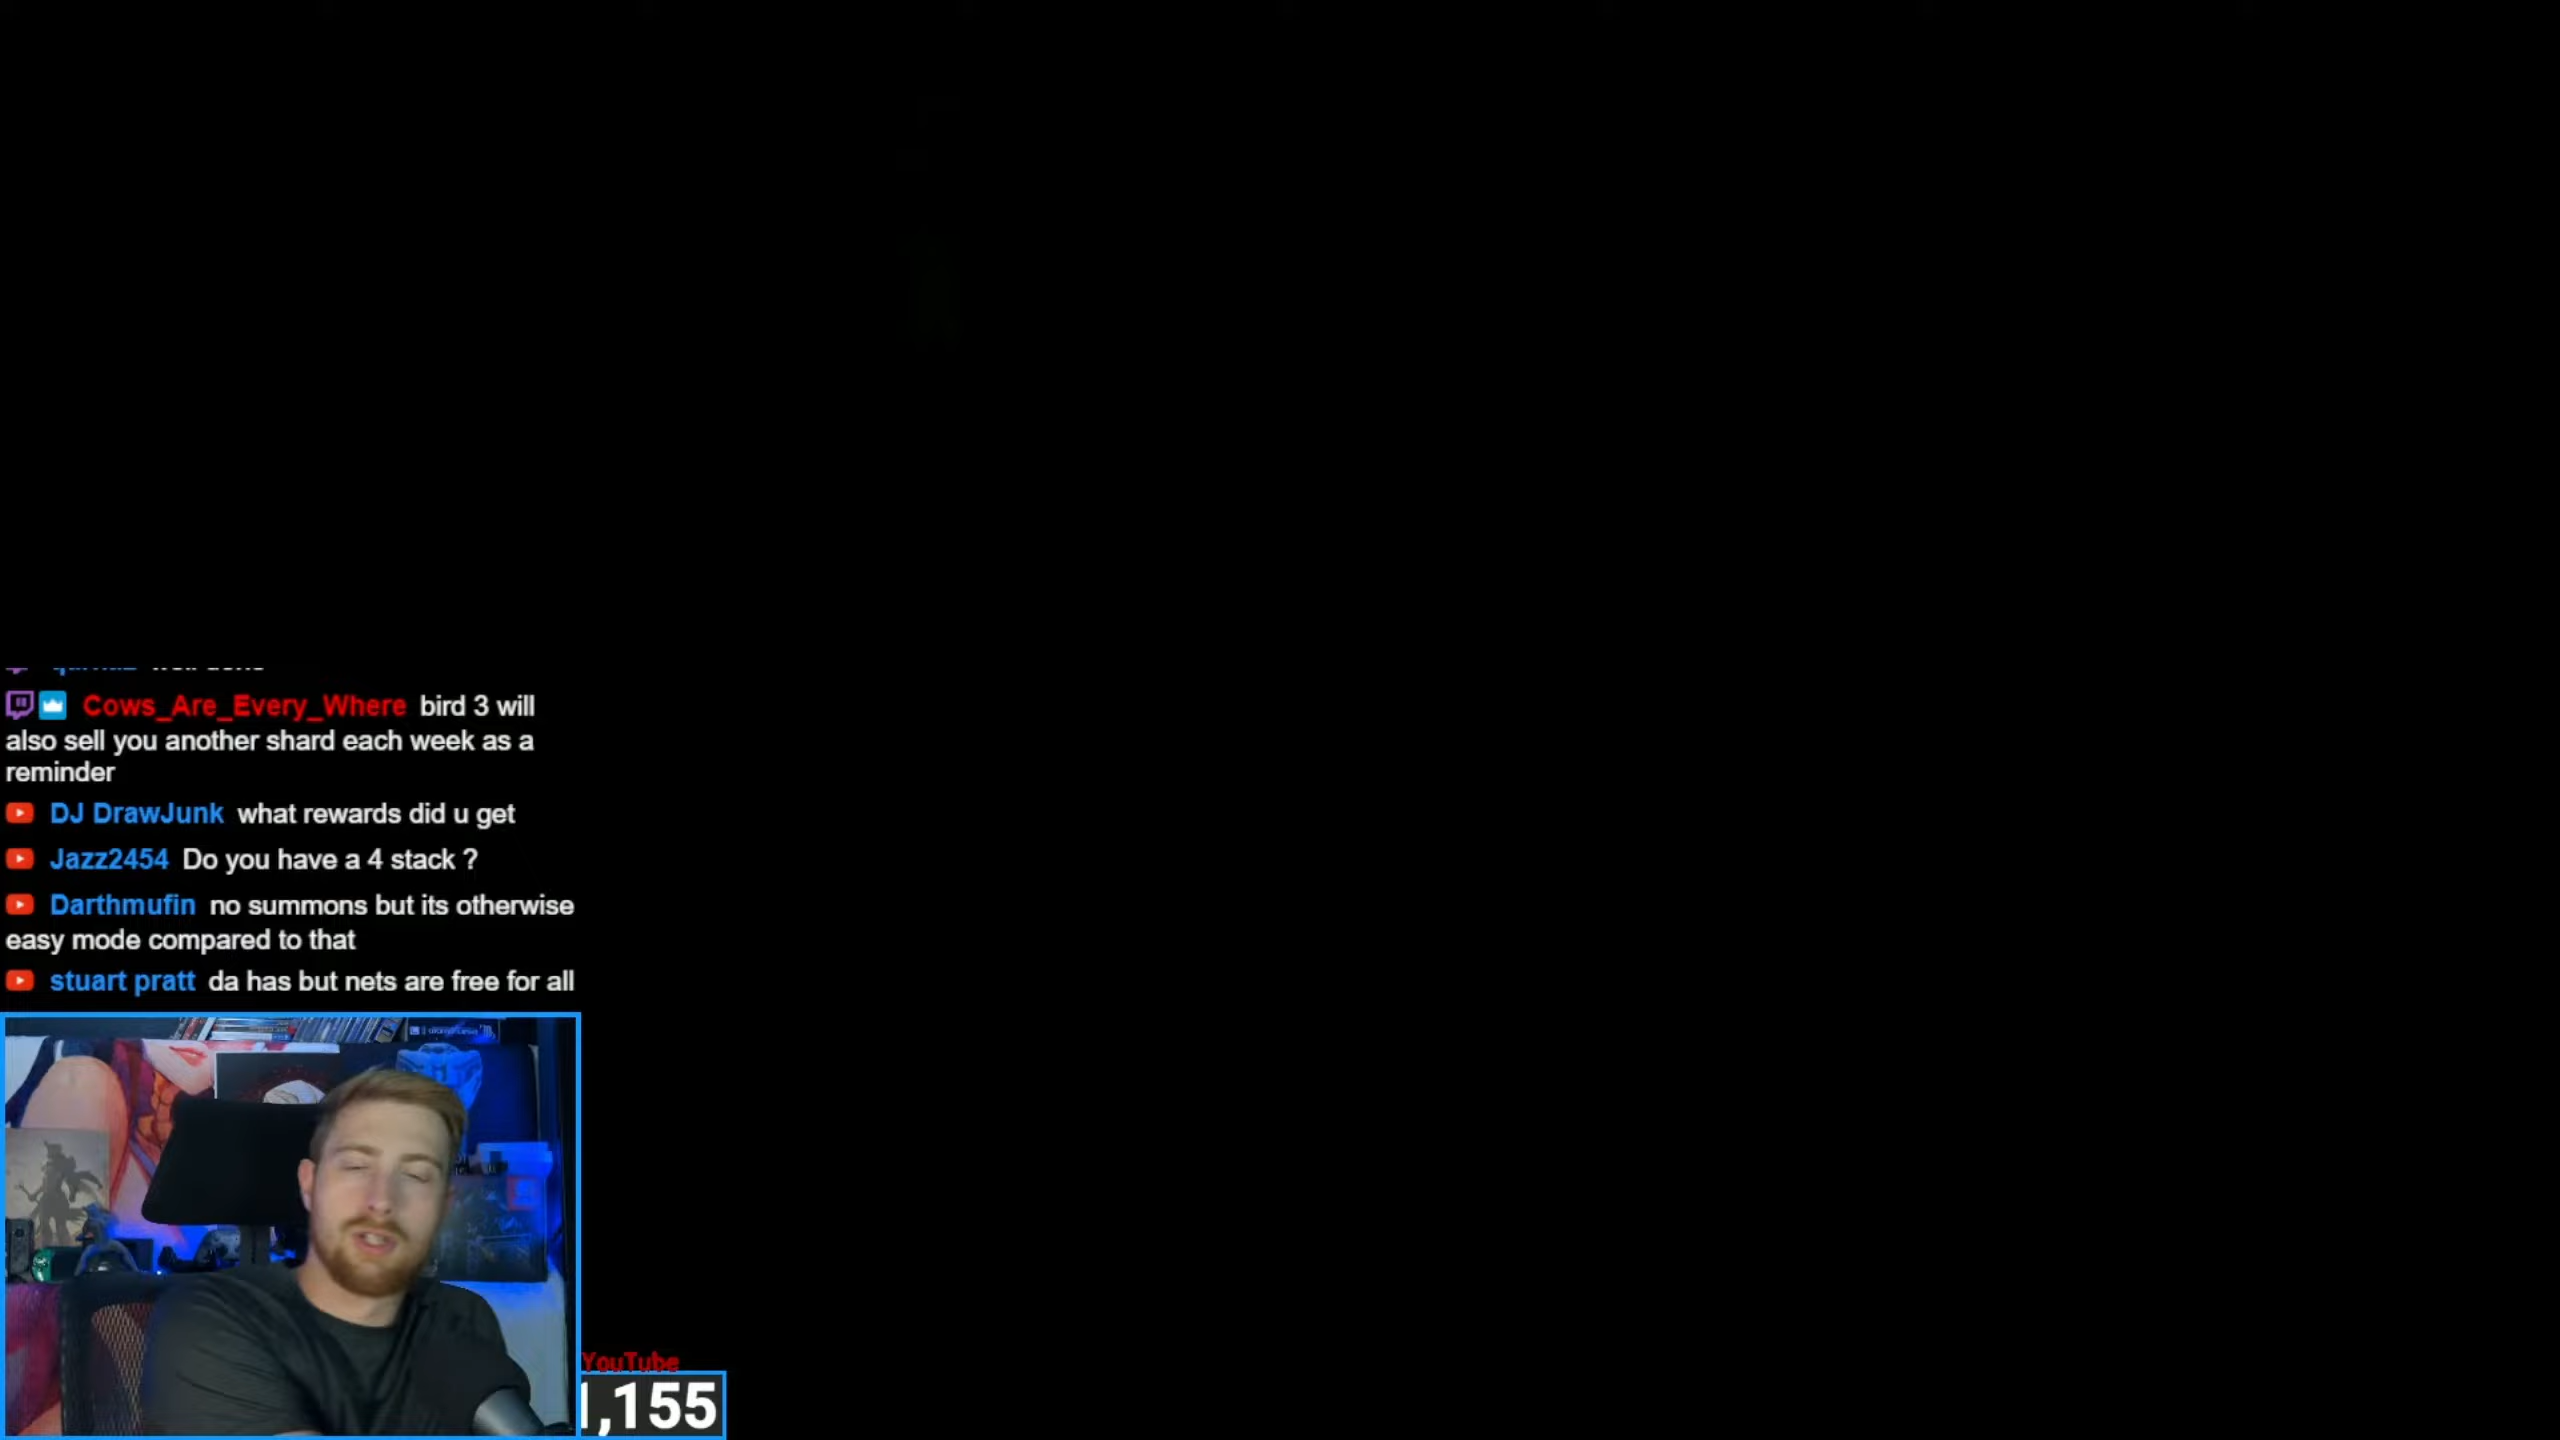 Cows_Are_Every_Where bird 3 will
also sell you another shard each week as a
reminder
DJ DrawJunk what rewards did u get
Jazz2454 Do you have a 4 stack ?
Darthmufin no summons but its otherwise
easy mode compared to that
stuart pratt da has but nets are free for all
YouTube
,155